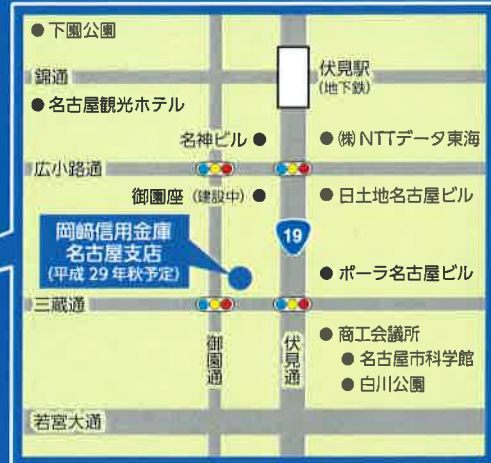 ●下園公園
錦通
伏見駅
(地下鉄)
●名古屋観光ホテル
名神ビル●
●㈱NTTデータ東海
広小路通
御園座(建設中)●
●日土地名古屋ビル
岡崎信用金庫
名古屋支店
(平成29年秋予定)
19
●ポーラ名古屋ビル
三蔵通
御園通
伏見通
●商工会議所
●名古屋市科学館
●白川公園
若宮大通